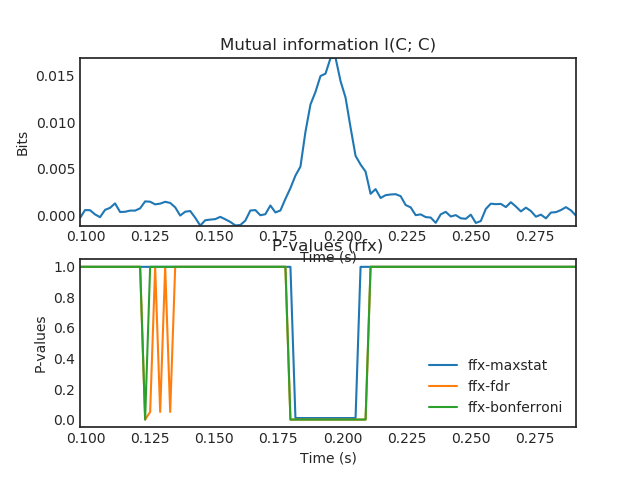 Mutual information I(C; C)
0.015
0.010
0.005
0.000
Bits
0.100 0.125 0.150 0.175 0.200 0.225 0.250 0.275
Time (s)
P-values (rfx)
1.0
0.8
0.6
0.4
0.2
0.0
P-values
ffx-maxstat
ffx-fdr
ffx-bonferroni
0.100 0.125 0.150 0.175 0.200 0.225 0.250 0.275
Time (s)